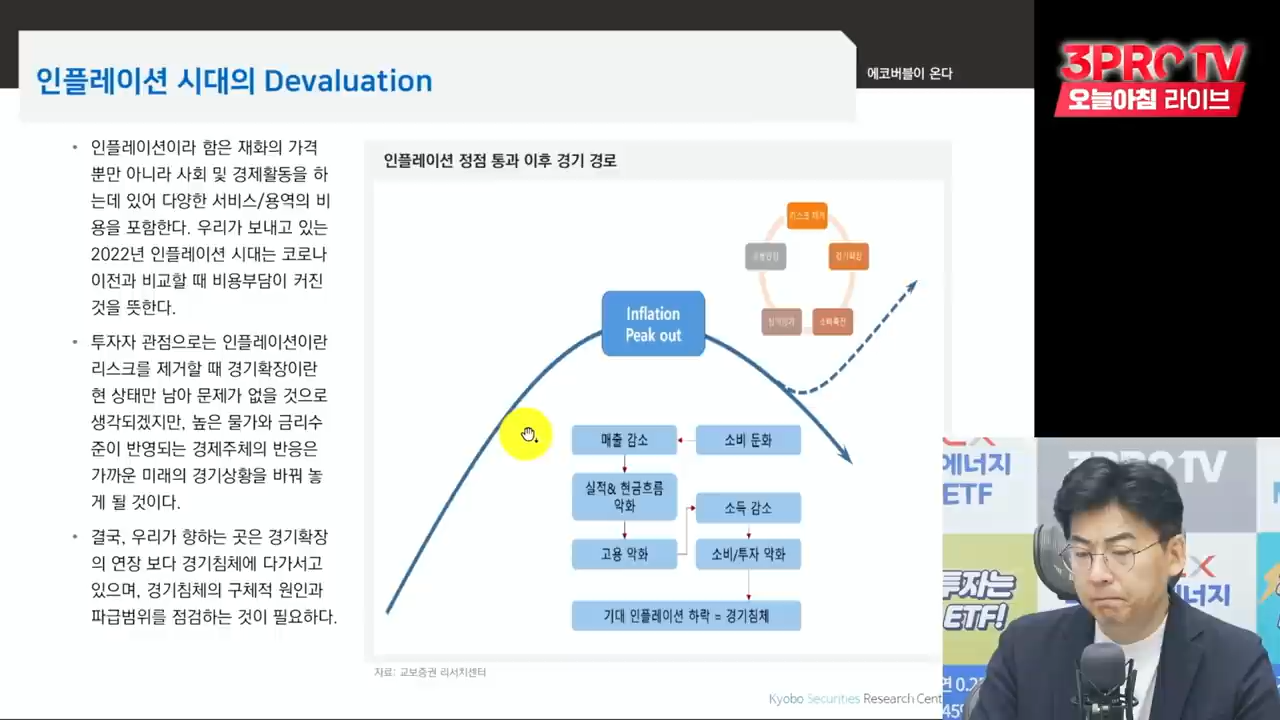 인플레이션 시대의 Devaluation
에코버블이 온다
3PROTV
오늘아침 라이브
• 인플레이션이라 함은 재화의 가격
뿐만 아니라 사회 및 경제활동을 하
는데 있어 다양한 서비스/용역의 비
용을 포함한다. 우리가 보내고 있는
2022년 인플레이션 시대는 코로나
이전과 비교할 때 비용부담이 커진
것을 뜻한다.
• 투자자 관점으로는 인플레이션이란
리스크를 제거할 때 경기확장이란
현 상태만 남아 문제가 없을 것으로
생각되겠지만, 높은 물가와 금리수
준이 반영되는 경제주체의 반응은
가까운 미래의 경기상황을 바꿔 놓
게 될 것이다.
• 결국, 우리가 향하는 곳은 경기확장
의 연장 보다 경기침체에 다가서고
있으며, 경기침체의 구체적 원인과
파급범위를 점검하는 것이 필요하다.
인플레이션 정점 통과 이후 경기 경로
경기확장
소비촉진
Inflation
Peak out
매출 감소
소비 둔화
실적& 현금흐름
악화
소득 감소
고용 악화
소비/투자 악화
기대 인플레이션 하락 = 경기침체
자료: 교보증권 리서치센터
Kyobo Securities Research Cent
에너지
ETF
PROTV
투자는
ETF!